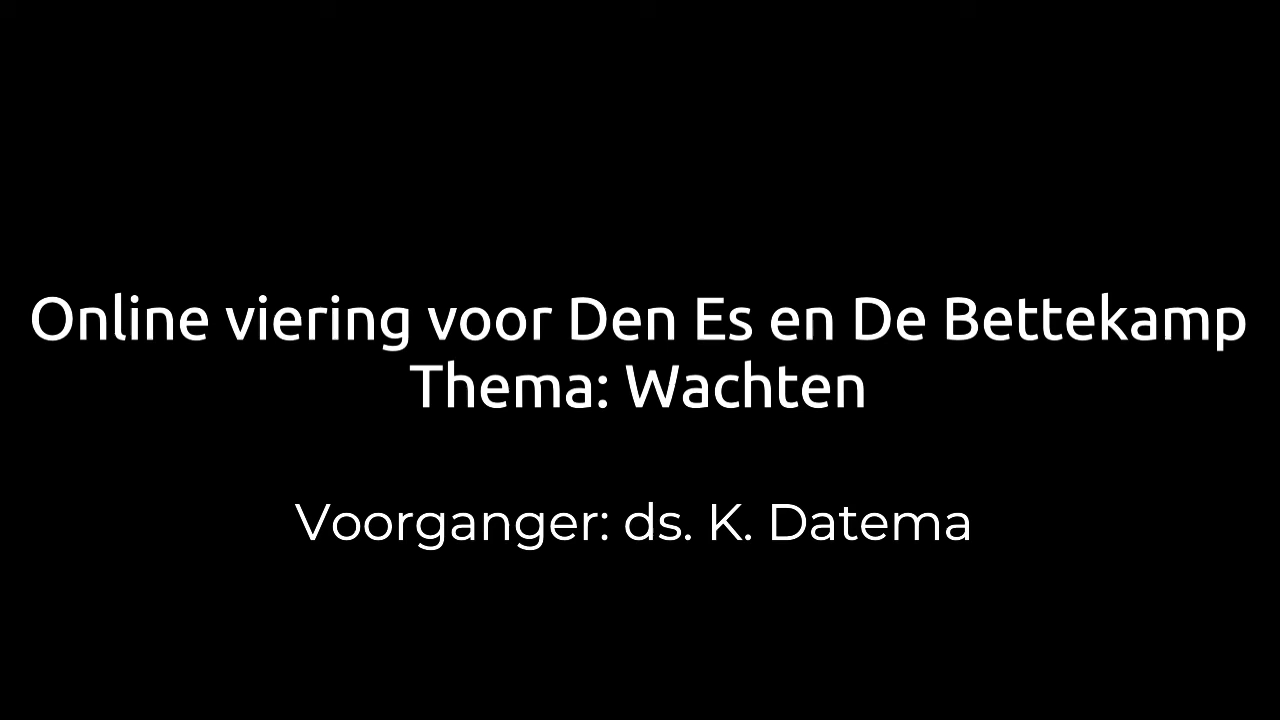 Online viering voor Den Es en De Bettekamp
Thema: Wachten
Voorganger: ds. K. Datema